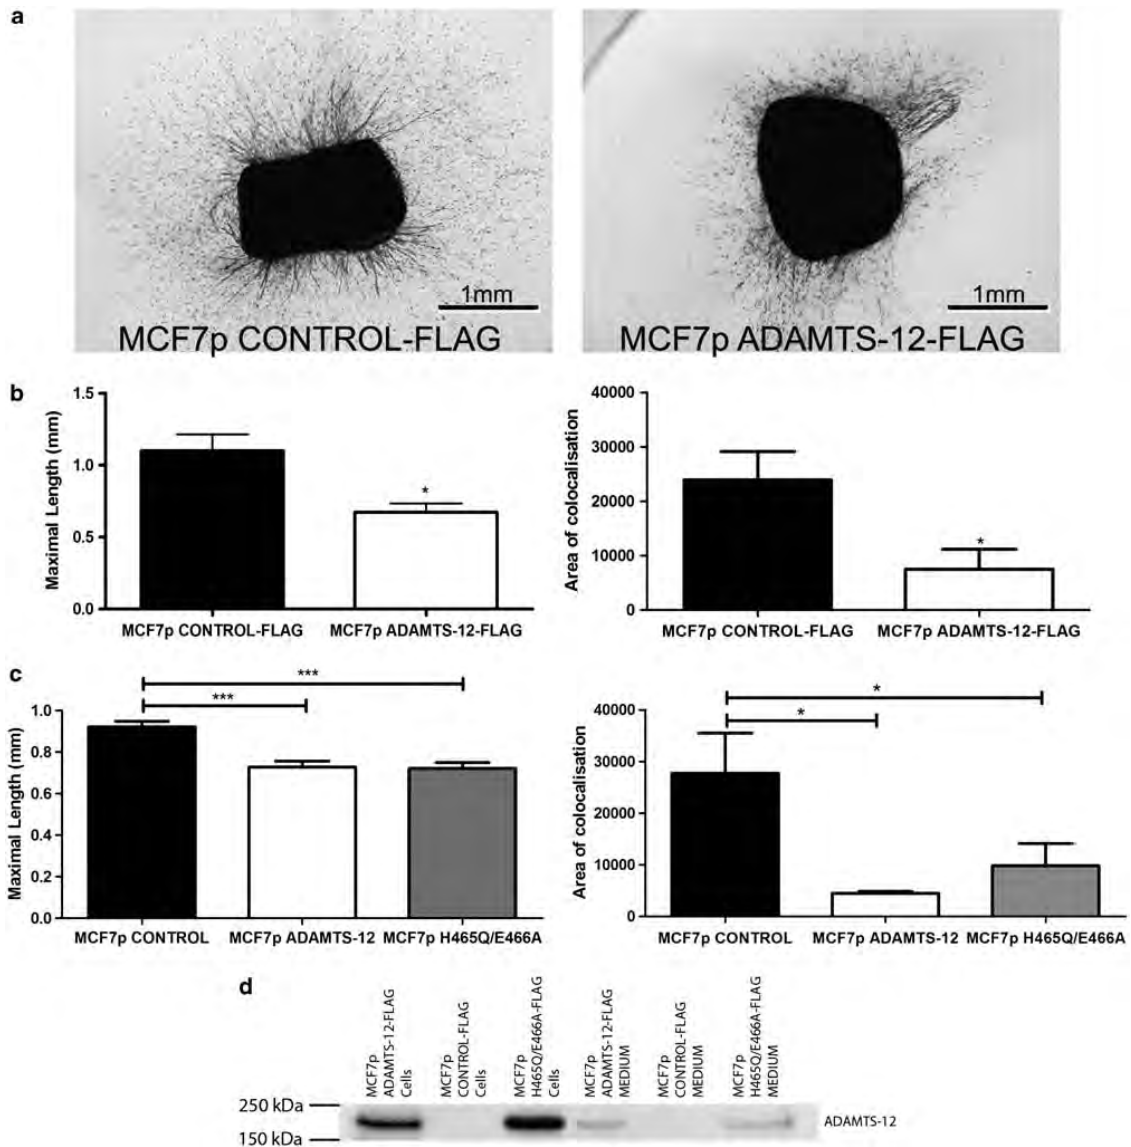 a
1mm
1mm
MCF7p CONTROL-FLAG
MCF7p ADAMTS-12-FLAG
b
Maximal Length (mm)
1.5
1.0
0.5
0.0
*
MCF7p CONTROL-FLAG
MCF7p ADAMTS-12-FLAG
Area of colocalisation
40000
30000
20000
10000
0
*
MCF7p CONTROL-FLAG
MCF7p ADAMTS-12-FLAG
c
Maximal Length (mm)
1.0
0.8
0.6
0.4
0.2
0.0
***
***
MCF7p CONTROL
MCF7p ADAMTS-12
MCF7p H465Q/E466A
Area of colocalisation
40000
30000
20000
10000
0
*
*
MCF7p CONTROL
MCF7p ADAMTS-12
MCF7p H465Q/E466A
d
MCF7p
ADAMTS-12-FLAG
Cells
MCF7p
CONTROL-FLAG
Cells
MCF7p
H465Q/E466A-FLAG
Cells
MCF7p
ADAMTS-12-FLAG
MEDIUM
MCF7p
CONTROL-FLAG
MEDIUM
MCF7p
H465Q/E466A-FLAG
MEDIUM
250 kDa
150 kDa
ADAMTS-12